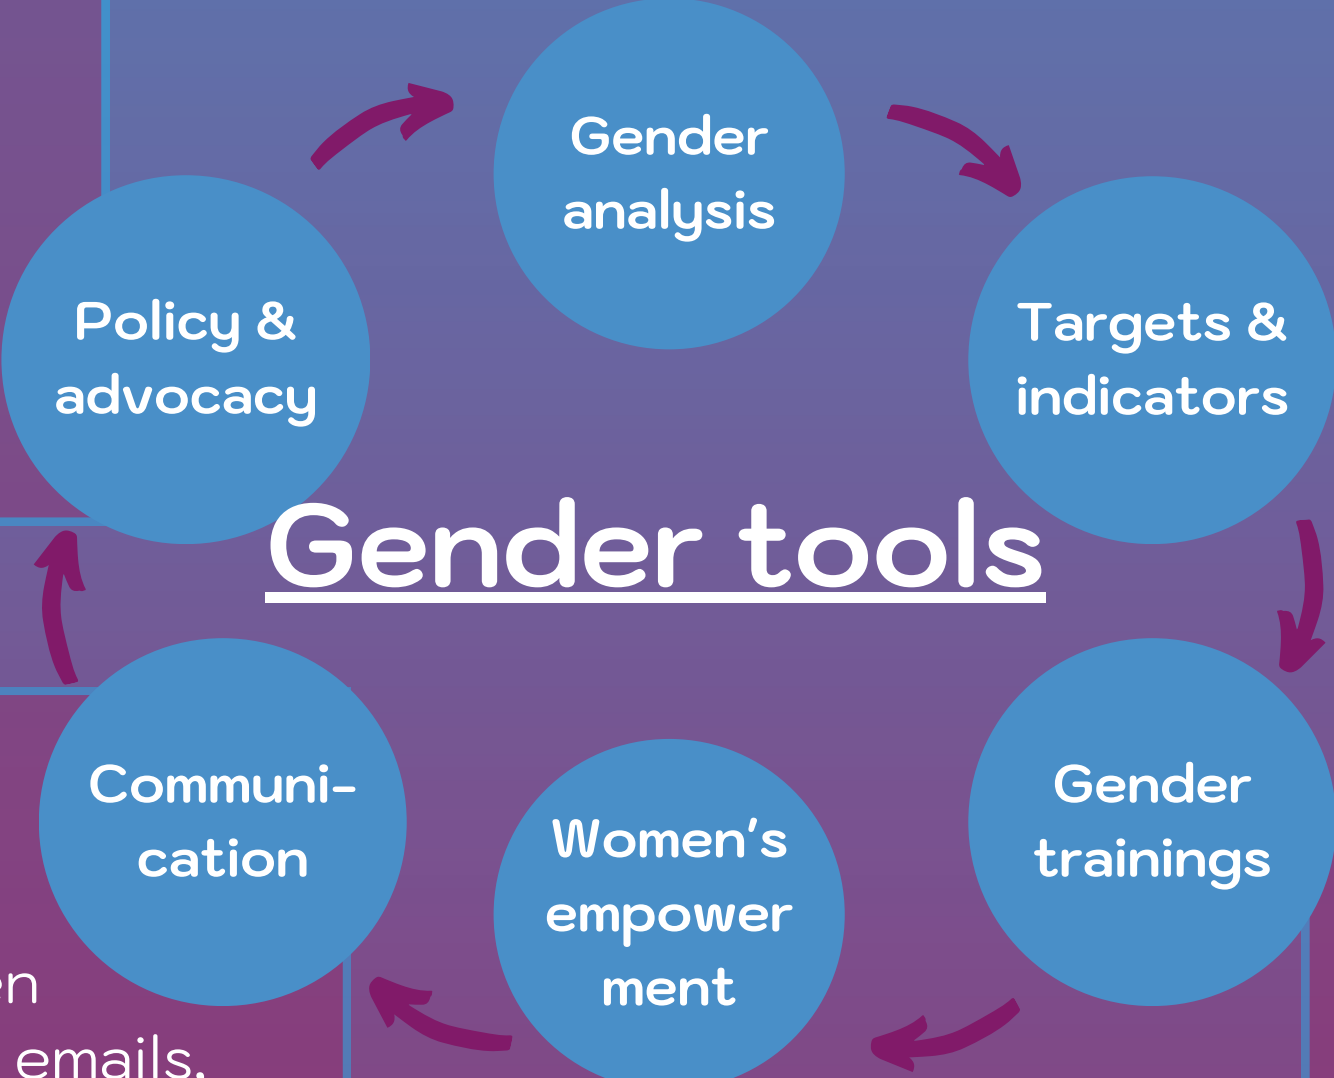 Gender
analysis
Policy &
advocacy
Targets &
indicators
Gender tools
Communi-
cation
Women's
empower
ment
Gender
trainings
emails,